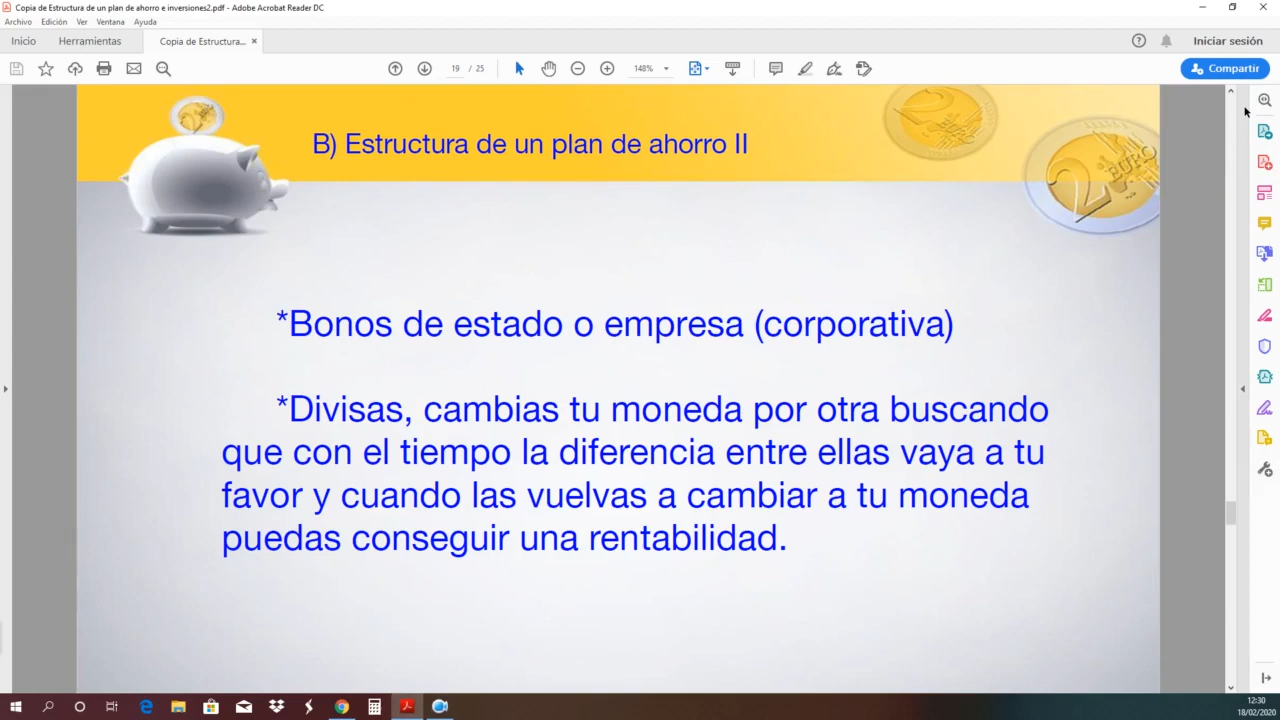 Copia de Estructura de un plan de ahorro e inversiones2.pdf - Adobe Acrobat Reader DC
Archivo Edición Ver Ventana Ayuda
Inicio Herramientas Copia de Estructura... × Iniciar sesión
19 / 25 148% Compartir
B) Estructura de un plan de ahorro II
2 EURO
*Bonos de estado o empresa (corporativa)
*Divisas, cambias tu moneda por otra buscando
que con el tiempo la diferencia entre ellas vaya a tu
favor y cuando las vuelvas a cambiar a tu moneda
puedas conseguir una rentabilidad.
12:30
18/02/2020